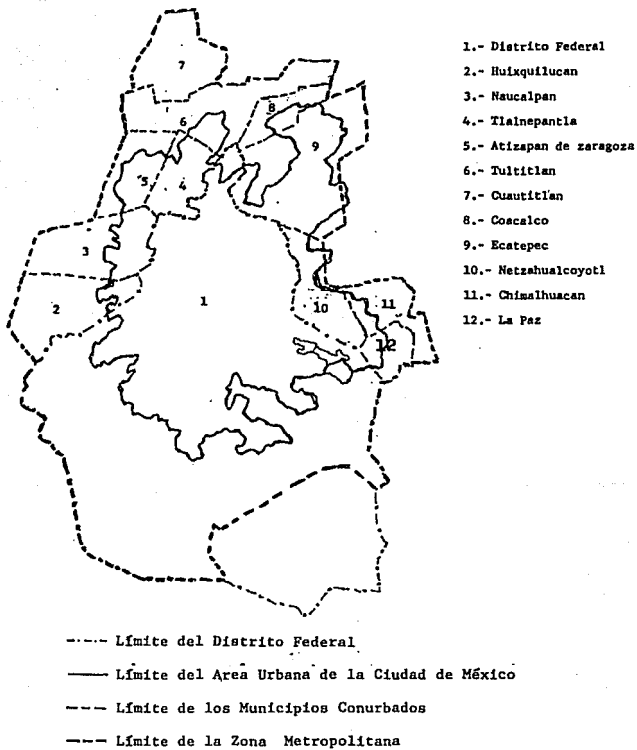 1.- Distrito Federal
2.- Huixquilucan
3.- Naucalpan
4.- Tlalnepantla
5.- Atizapan de zaragoza
6.- Tultitlan
7.- Cuautitlan
8.- Coacalco
9.- Ecatepec
10.- Netzahualcoyotl
11.- Chimalhuacan
12.- La Paz
7
8
6
9
5
4
3
1
2
10
11
12
Límite del Distrito Federal
Límite del Area Urbana de la Ciudad de México
Límite de los Municipios Conurbados
Límite de la Zona Metropolitana